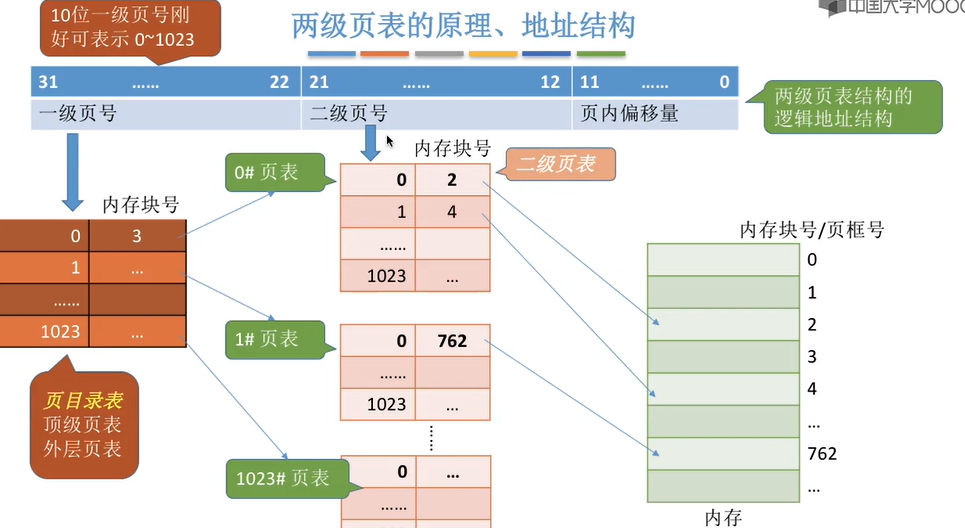 10位一级页号刚
好可表示 0~1023
两级页表的原理、地址结构
中国大学MOOC
31 …… 22 21 …… 12 11 …… 0
一级页号 二级页号 页内偏移量
两级页表结构的
逻辑地址结构
内存块号
0 3
1 ...
……
1023 ...
页目录表
顶级页表
外层页表
0# 页表
内存块号
二级页表
0 2
1 4
……
1023 ...
1# 页表
0 762
……
1023 ...
1023# 页表
0 ...
……
内存块号/页框号
0
1
2
3
4
...
762
...
内存